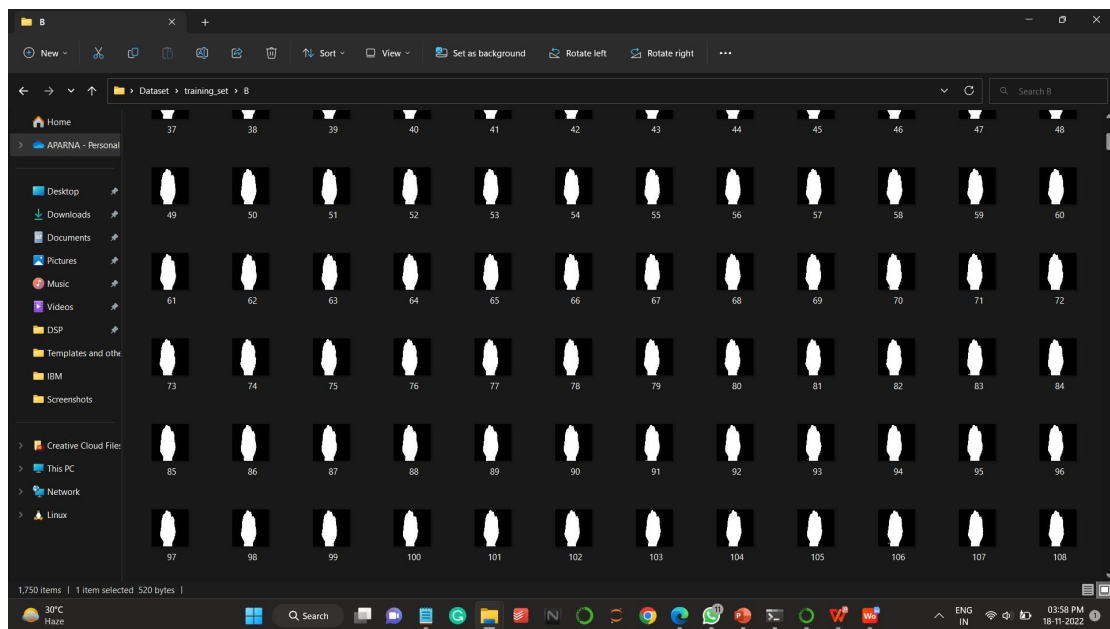 B
New
Sort
View
Set as background
Rotate left
Rotate right
Dataset > training_set > B
Search B
Home
APARNA - Personal
Desktop
Downloads
Documents
Pictures
Music
Videos
DSP
Templates and othe
IBM
Screenshots
Creative Cloud Files
This PC
Network
Linux
37 38 39 40 41 42 43 44 45 46 47 48
49 50 51 52 53 54 55 56 57 58 59 60
61 62 63 64 65 66 67 68 69 70 71 72
73 74 75 76 77 78 79 80 81 82 83 84
85 86 87 88 89 90 91 92 93 94 95 96
97 98 99 100 101 102 103 104 105 106 107 108
1,750 items | 1 item selected 520 bytes |
30°C
Haze
Search
11
W
Wo
ENG
IN
03:58 PM
18-11-2022
1